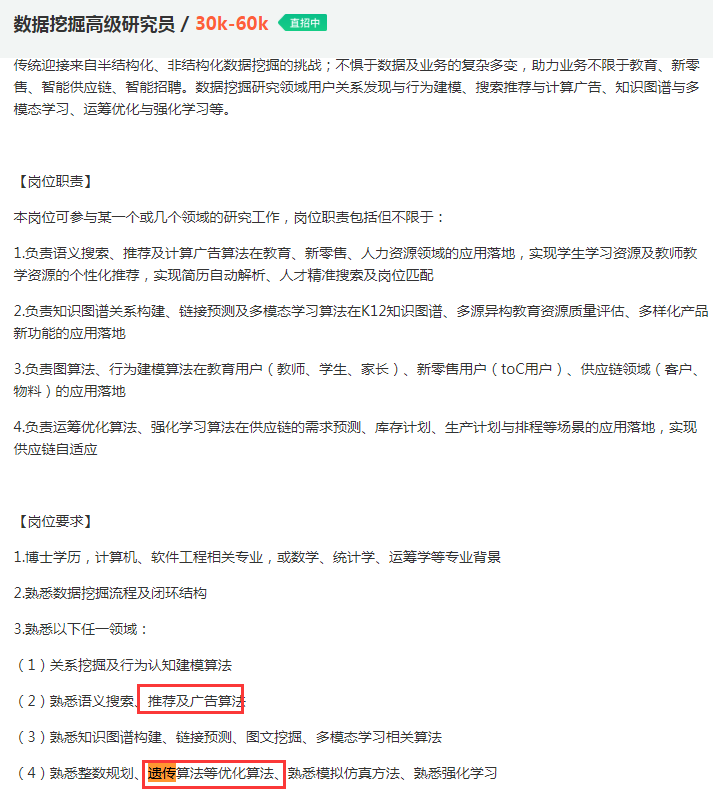 数据挖掘高级研究员 / 30k-60k 直招中
传统迎接来自半结构化、非结构化数据挖掘的挑战；不惧于数据及业务的复杂多变，助力业务不限于教育、新零
售、智能供应链、智能招聘。数据挖掘研究领域用户关系发现与行为建模、搜索推荐与计算广告、知识图谱与多
模态学习、运筹优化与强化学习等。
【岗位职责】
本岗位可参与某一个或几个领域的研究工作，岗位职责包括但不限于：
1.负责语义搜索、推荐及计算广告算法在教育、新零售、人力资源领域的应用落地，实现学生学习资源及教师教
学资源的个性化推荐，实现简历自动解析、人才精准搜索及岗位匹配
2.负责知识图谱关系构建、链接预测及多模态学习算法在K12知识图谱、多源异构教育资源质量评估、多样化产品
新功能的应用落地
3.负责图算法、行为建模算法在教育用户（教师、学生、家长）、新零售用户（toC用户）、供应链领域（客户、
物料）的应用落地
4.负责运筹优化算法、强化学习算法在供应链的需求预测、库存计划、生产计划与排程等场景的应用落地，实现
供应链自适应
【岗位要求】
1.博士学历，计算机、软件工程相关专业，或数学、统计学、运筹学等专业背景
2.熟悉数据挖掘流程及闭环结构
3.熟悉以下任一领域：
（1）关系挖掘及行为认知建模算法
（2）熟悉语义搜索、推荐及广告算法
（3）熟悉知识图谱构建、链接预测、图文挖掘、多模态学习相关算法
（4）熟悉整数规划、遗传算法等优化算法、熟悉模拟仿真方法、熟悉强化学习